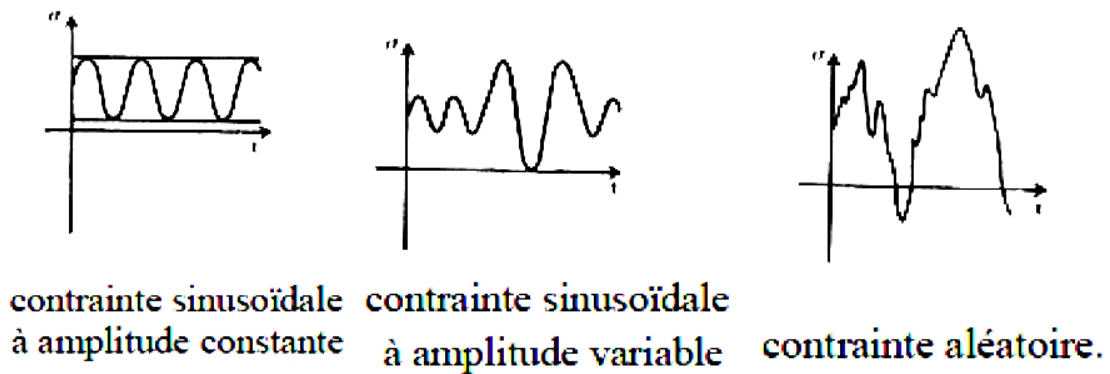 σ
t
σ
t
σ
t
contrainte sinusoïdale
à amplitude constante
contrainte sinusoïdale
à amplitude variable
contrainte aléatoire.